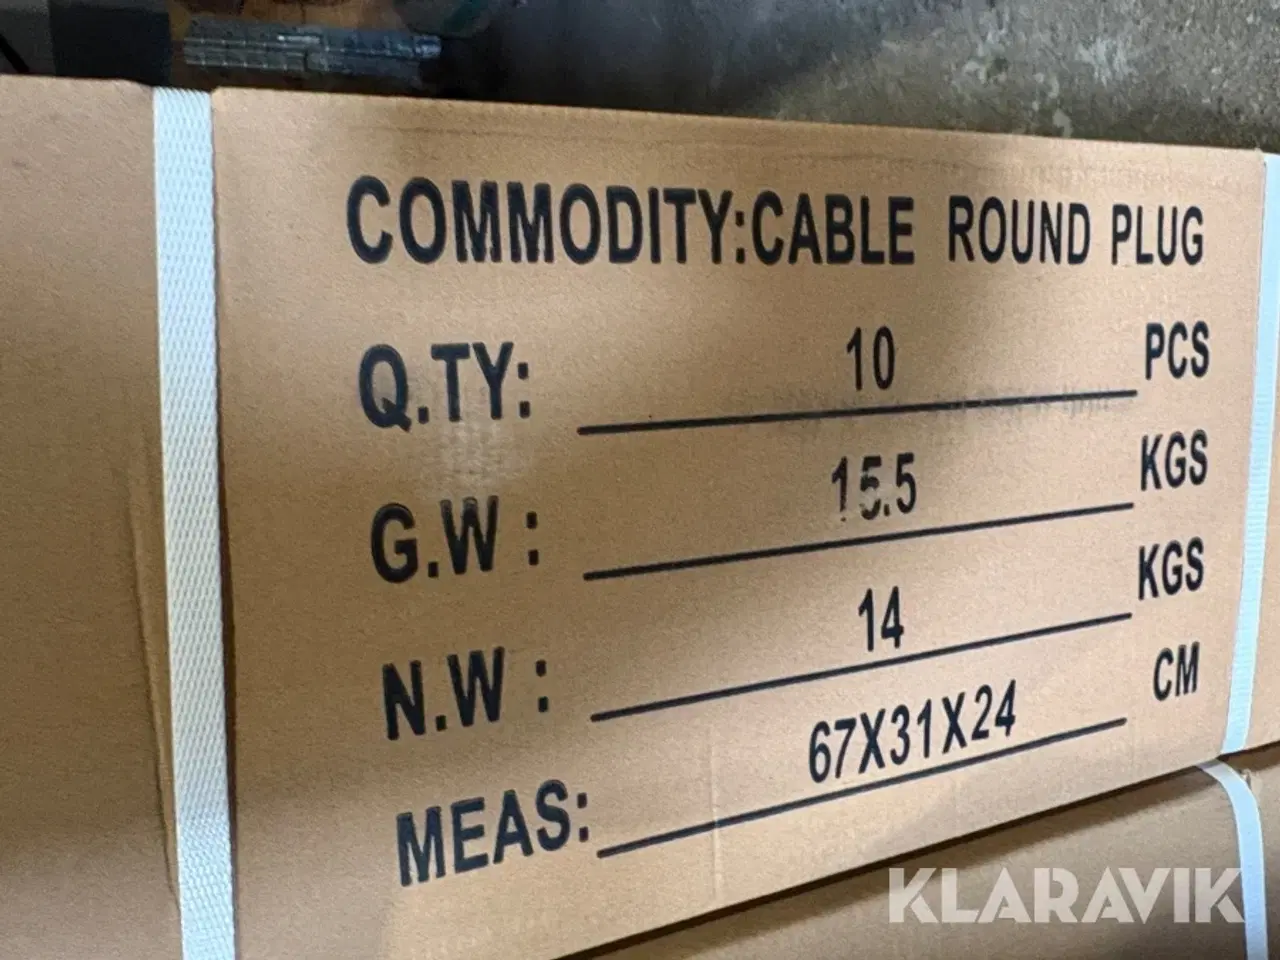 COMMODITY:CABLE ROUND PLUG
Q.TY: 10 PCS
G.W : 15.5 KGS
N.W : 14 KGS
MEAS: 67X31X24 CM
KLARAVIK